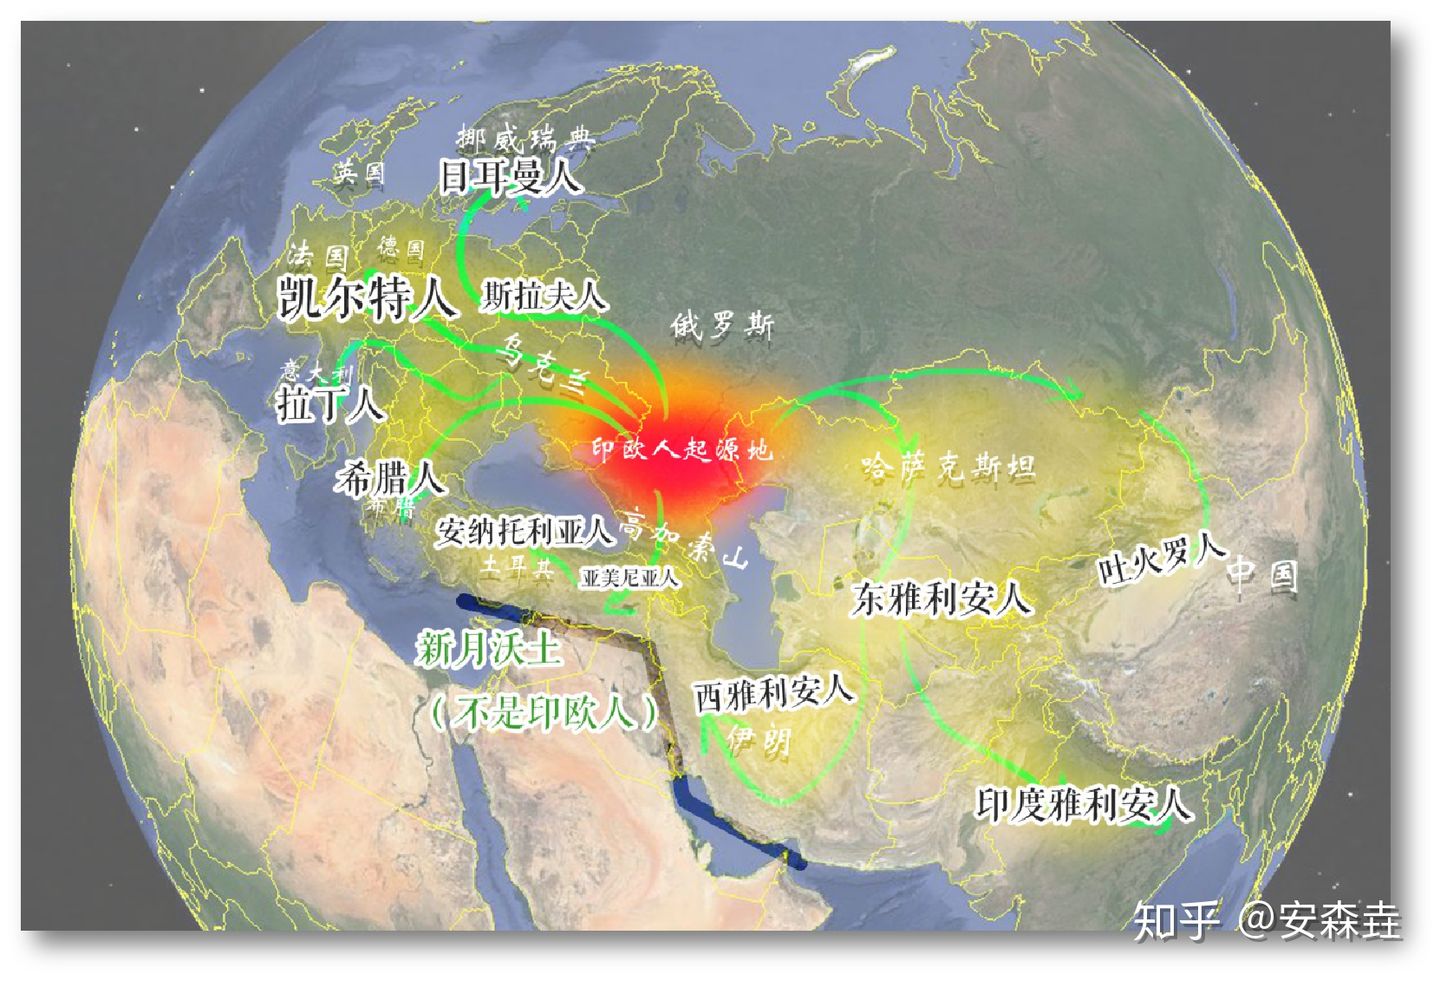 挪威瑞典
英国
日耳曼人
法国
德国
凯尔特人
斯拉夫人
俄罗斯
乌克兰
意大利
拉丁人
印欧人起源地
哈萨克斯坦
希腊人
希腊
安纳托利亚人
高加索山
土耳其
亚美尼亚人
吐火罗人
中国
东雅利安人
新月沃土
（不是印欧人）
西雅利安人
伊朗
印度雅利安人
知乎 @安森垚